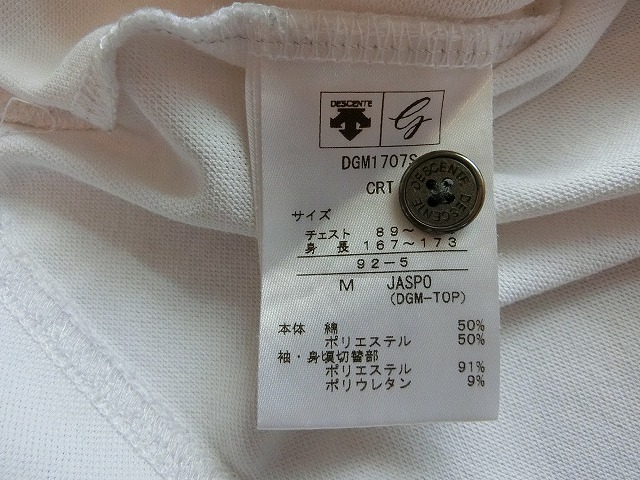 DESCENTE G
DGM1707S
DESCENTE DESCENTE
CRT
サイズ
チェスト 89~
身 長 167~173
92-5
M JASPO
(DGM-TOP)
本体 綿 50%
ポリエステル 50%
袖・身頃切替部
ポリエステル 91%
ポリウレタン 9%